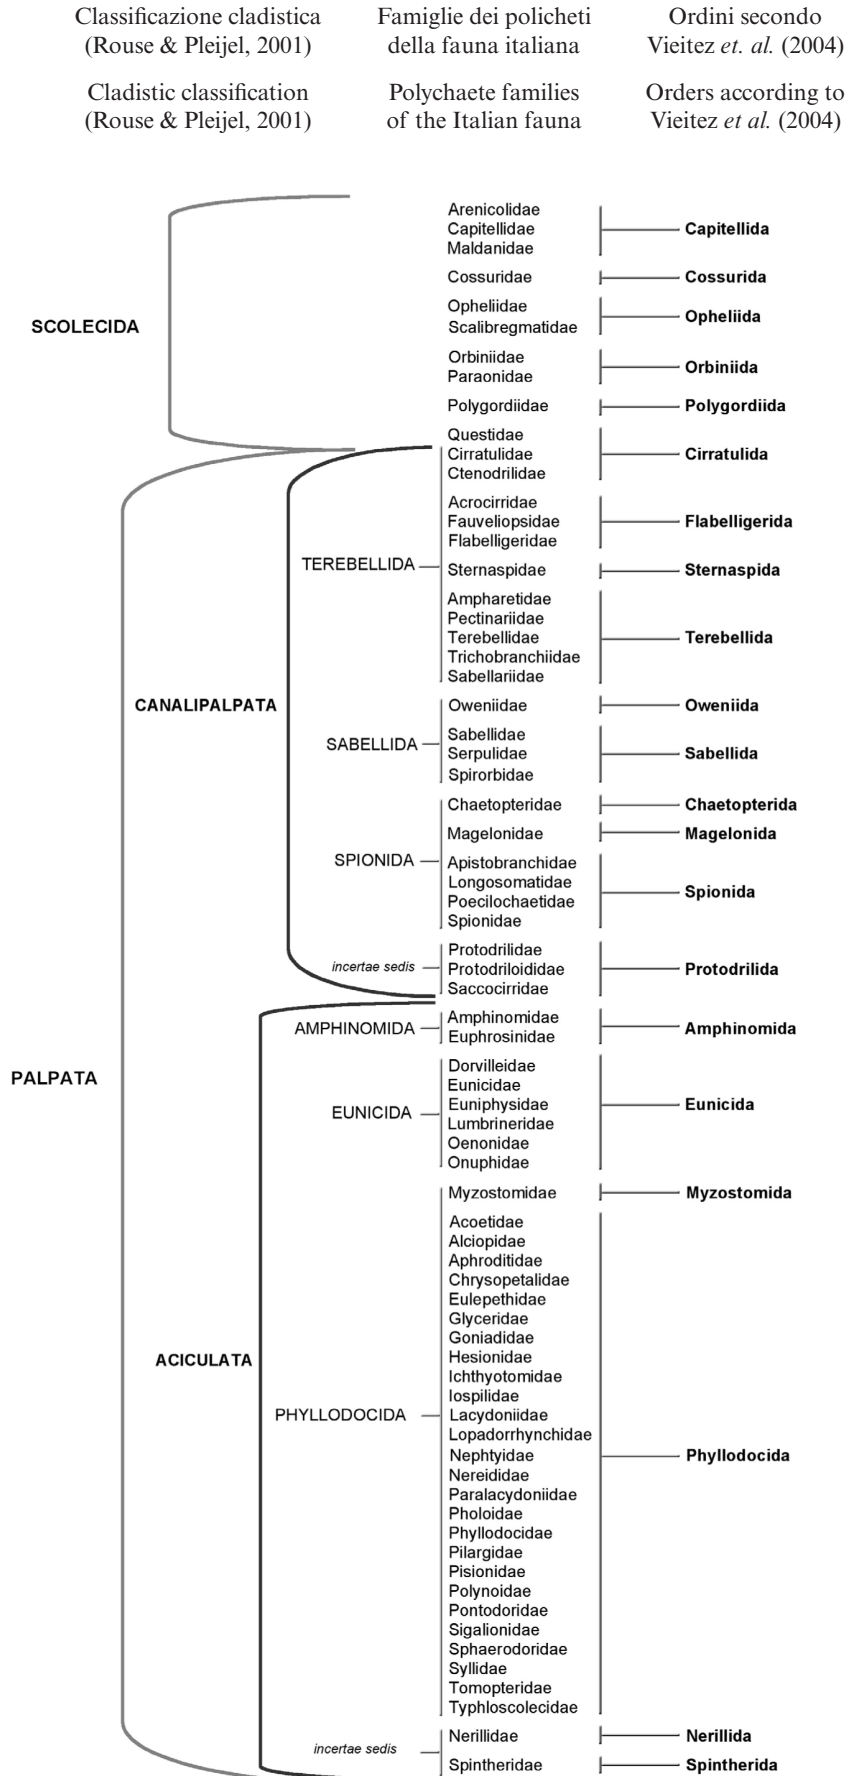 Classificazione cladistica
(Rouse & Pleijel, 2001)
Famiglie dei policheti
della fauna italiana
Ordini secondo
Vieitez et. al. (2004)
Cladistic classification
(Rouse & Pleijel, 2001)
Polychaete families
of the Italian fauna
Orders according to
Vieitez et al. (2004)
SCOLECIDA
Arenicolidae
Capitellidae
Maldanidae
Capitellida
Cossuridae
Cossurida
Opheliidae
Scalibregmatidae
Opheliida
Orbiniidae
Paraonidae
Orbiniida
Polygordiidae
Polygordiida
Questidae
Cirratulidae
Ctenodrilidae
Cirratulida
PALPATA
CANALIPALPATA
TEREBELLIDA
Acrocirridae
Fauveliopsidae
Flabelligeridae
Flabelligerida
Sternaspidae
Sternaspida
Ampharetidae
Pectinariidae
Terebellidae
Trichobranchiidae
Sabellariidae
Terebellida
SABELLIDA
Oweniidae
Oweniida
Sabellidae
Serpulidae
Spirorbidae
Sabellida
SPIONIDA
Chaetopteridae
Chaetopterida
Magelonidae
Magelonida
Apistobranchidae
Longosomatidae
Poecilochaetidae
Spionidae
Spionida
incertae sedis
Protodrilidae
Protodriloididae
Saccocirridae
Protodrilida
ACICULATA
AMPHINOMIDA
Amphinomidae
Euphrosinidae
Amphinomida
EUNICIDA
Dorvilleidae
Eunicidae
Euniphysidae
Lumbrineridae
Oenonidae
Onuphidae
Eunicida
PHYLLODOCIDA
Myzostomidae
Myzostomida
Acoetidae
Alciopidae
Aphroditidae
Chrysopetalidae
Eulepethidae
Glyceridae
Goniadidae
Hesionidae
Ichthyotomidae
Iospilidae
Lacydoniidae
Lopadorrhynchidae
Nephtyidae
Nereididae
Paralacydoniidae
Pholoidae
Phyllodocidae
Pilargidae
Pisionidae
Polynoidae
Pontodoridae
Sigalionidae
Sphaerodoridae
Syllidae
Tomopteridae
Typhloscolecidae
Phyllodocida
incertae sedis
Nerillidae
Nerillida
Spintheridae
Spintherida